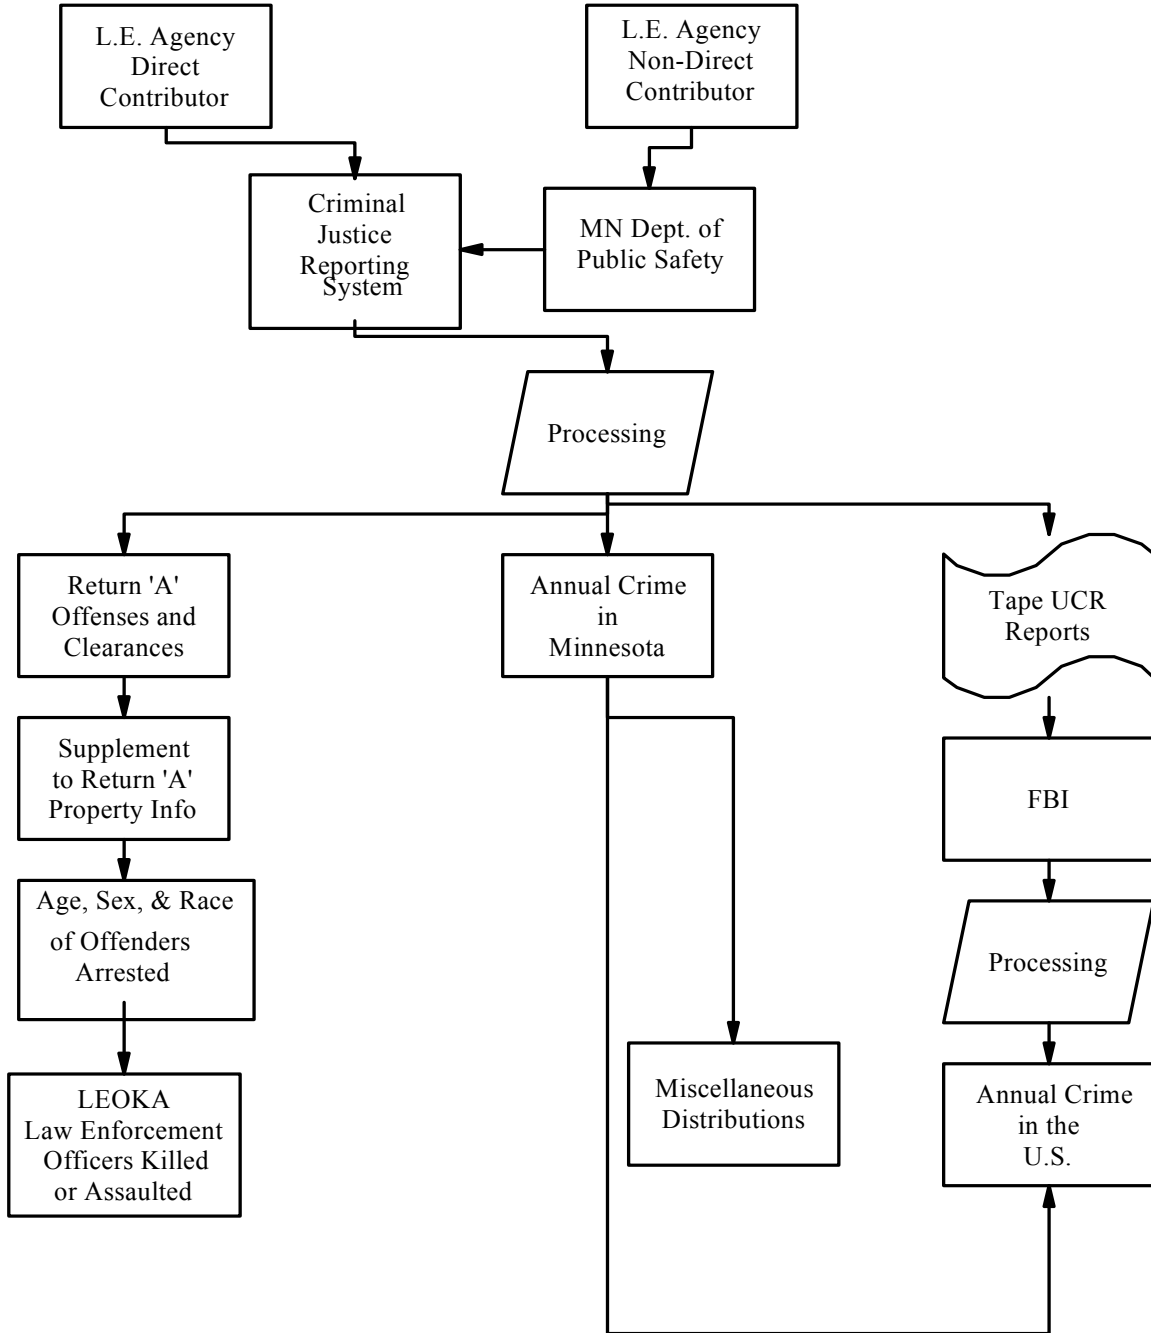 L.E. Agency
Direct
Contributor
L.E. Agency
Non-Direct
Contributor
Criminal
Justice
Reporting
System
MN Dept. of
Public Safety
Processing
Return 'A'
Offenses and
Clearances
Annual Crime
in
Minnesota
Tape UCR
Reports
Supplement
to Return 'A'
Property Info
FBI
Age, Sex, & Race
of Offenders
Arrested
Processing
LEOKA
Law Enforcement
Officers Killed
or Assaulted
Miscellaneous
Distributions
Annual Crime
in the
U.S.